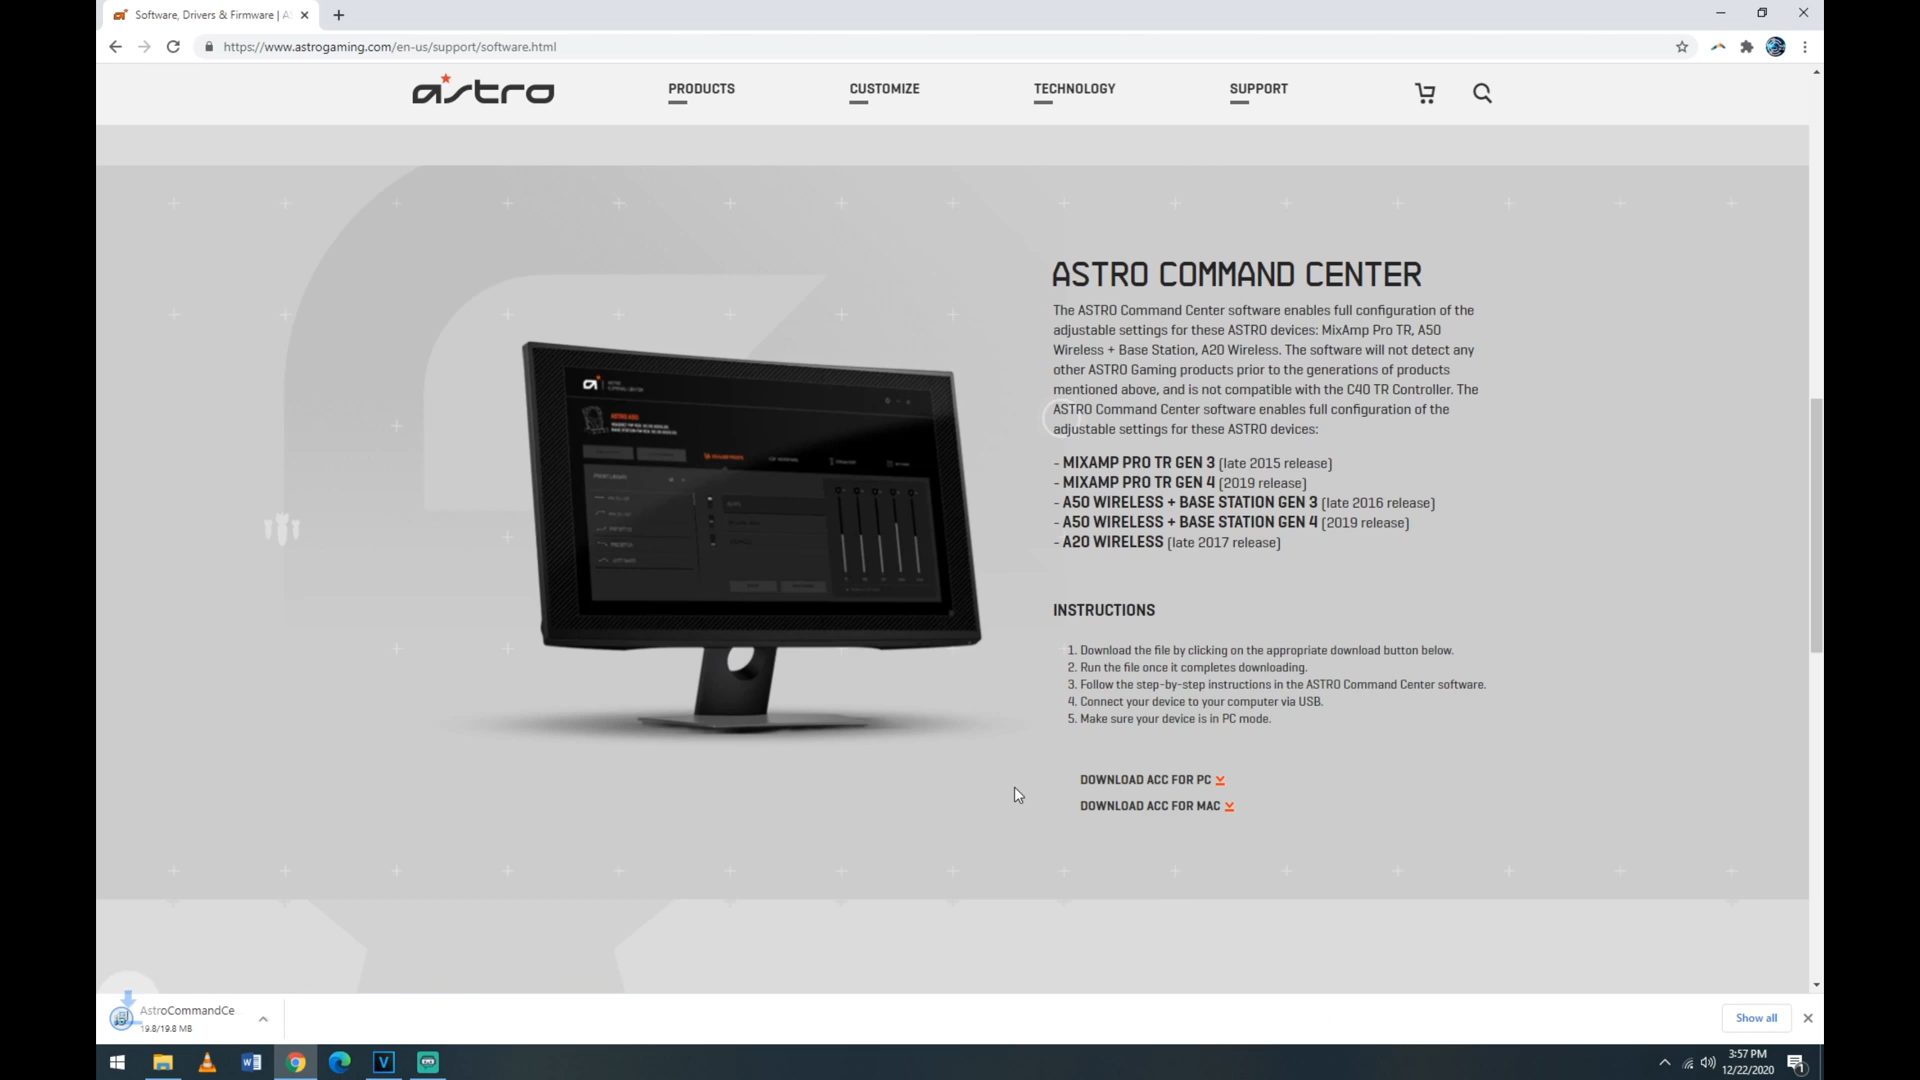 Software, Drivers & Firmware | A
https://www.astrogaming.com/en-us/support/software.html
astro
PRODUCTS
CUSTOMIZE
TECHNOLOGY
SUPPORT
ASTRO COMMAND CENTER
The ASTRO Command Center software enables full configuration of the
adjustable settings for these ASTRO devices: MixAmp Pro TR, A50
Wireless + Base Station, A20 Wireless. The software will not detect any
other ASTRO Gaming products prior to the generations of products
mentioned above, and is not compatible with the C40 TR Controller. The
ASTRO Command Center software enables full configuration of the
adjustable settings for these ASTRO devices:
- MIXAMP PRO TR GEN 3 (late 2015 release)
- MIXAMP PRO TR GEN 4 (2019 release)
- A50 WIRELESS + BASE STATION GEN 3 (late 2016 release)
- A50 WIRELESS + BASE STATION GEN 4 (2019 release)
- A20 WIRELESS (late 2017 release)
INSTRUCTIONS
1. Download the file by clicking on the appropriate download button below.
2. Run the file once it completes downloading.
3. Follow the step-by-step instructions in the ASTRO Command Center software.
4. Connect your device to your computer via USB.
5. Make sure your device is in PC mode.
DOWNLOAD ACC FOR PC
DOWNLOAD ACC FOR MAC
AstroCommandCe...
19.8/19.8 MB
Show all
3:57 PM
12/22/2020